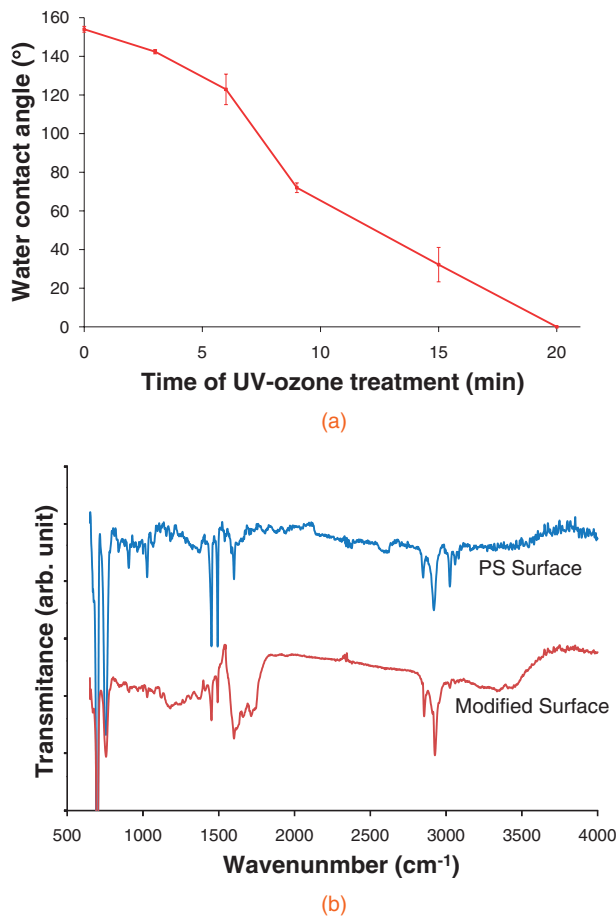 160
140
120
100
80
60
40
20
0
Water contact angle (°)
0 5 10 15 20
Time of UV-ozone treatment (min)
(a)
Transmitance (arb. unit)
PS Surface
Modified Surface
500 1000 1500 2000 2500 3000 3500 4000
Wavenunmber (cm-1)
(b)